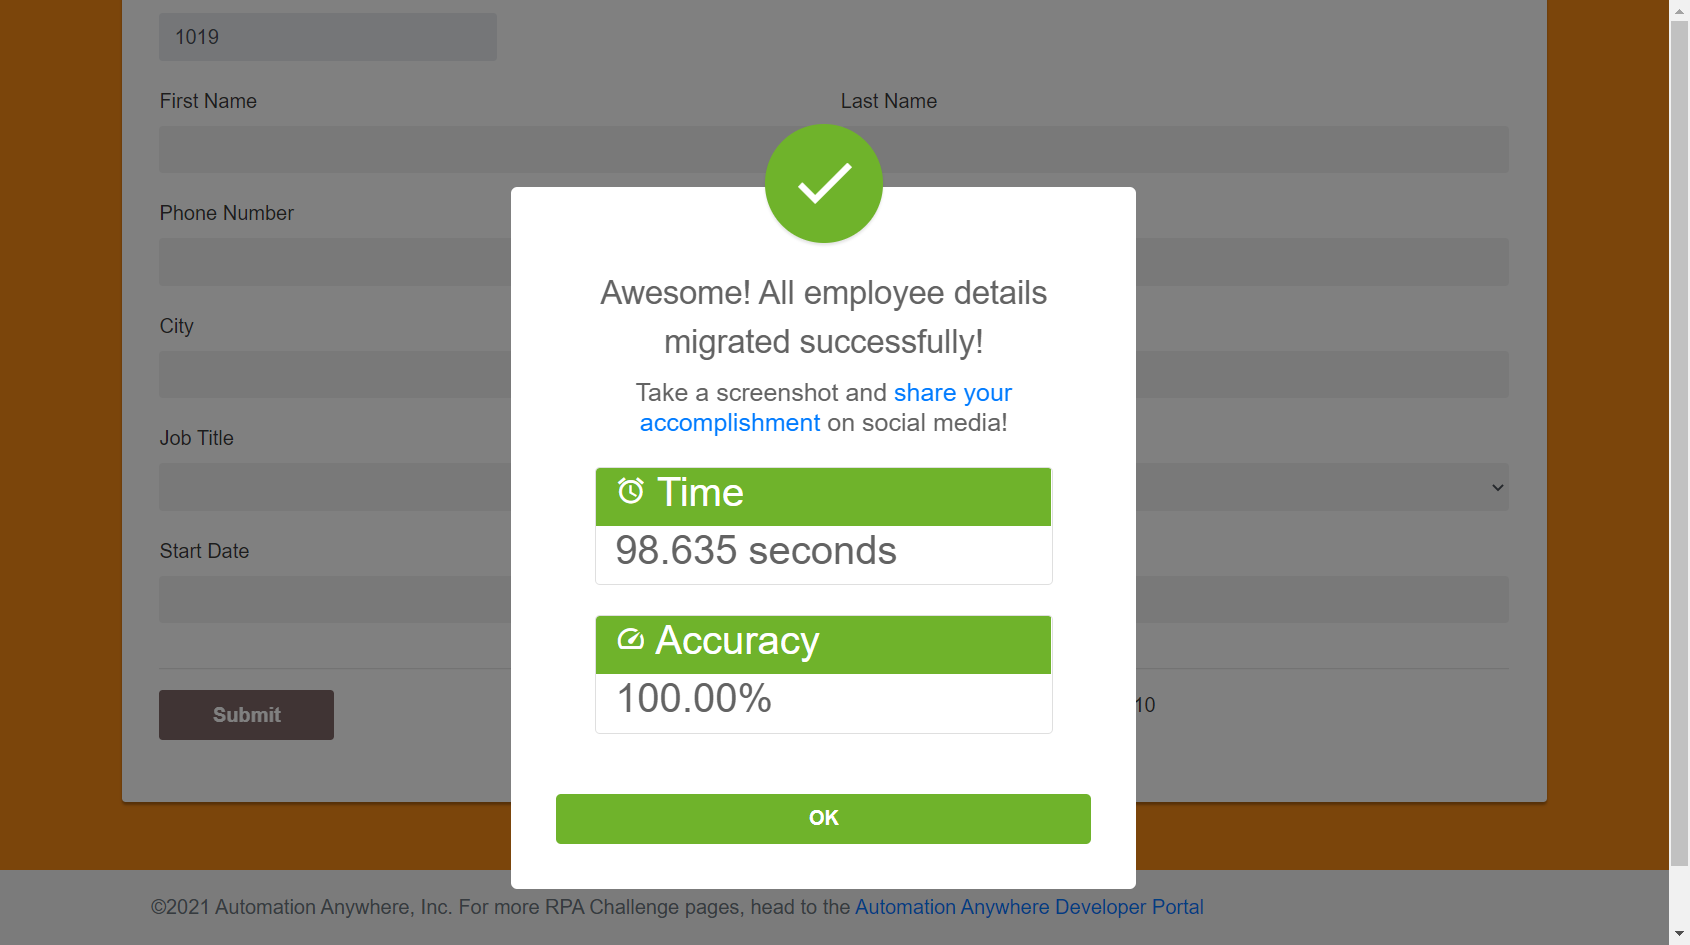 1019
First Name
Last Name
Phone Number
Awesome! All employee details
migrated successfully!
City
Take a screenshot and share your
accomplishment on social media!
Job Title
Time
98.635 seconds
Start Date
Accuracy
100.00%
Submit
10
OK
©2021 Automation Anywhere, Inc. For more RPA Challenge pages, head to the Automation Anywhere Developer Portal